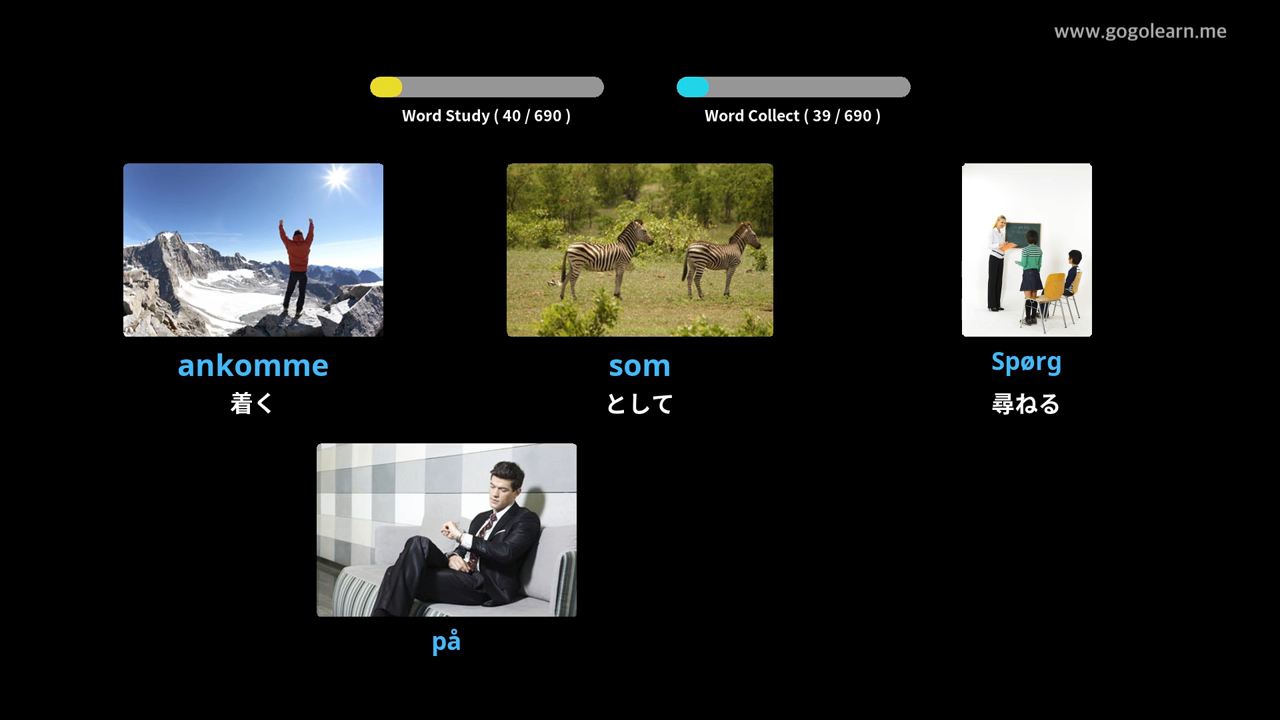 www.gogolearn.me
Word Study ( 40 / 690 )
Word Collect ( 39 / 690 )
ankomme
着く
som
として
Spørg
尋ねる
på